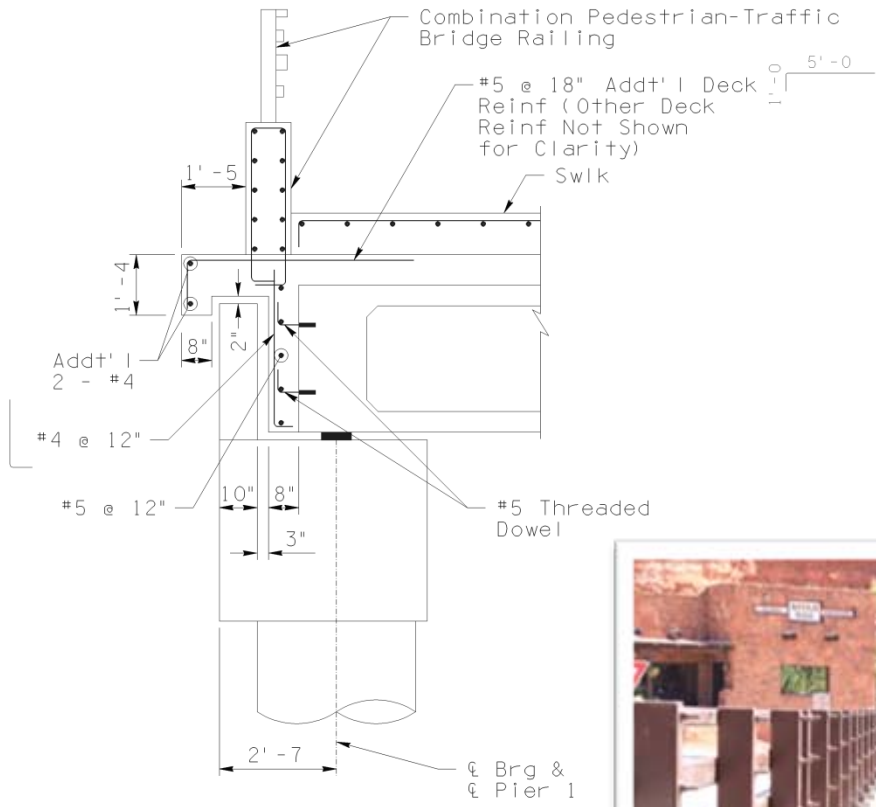 Combination Pedestrian-Traffic
Bridge Railing
#5 @ 18" Addt'l Deck
Reinf (Other Deck
Reinf Not Shown
for Clarity)
5'-0
1'-0
Swlk
1'-5
1'-4
8"
2"
Addt'l
2 - #4
#4 @ 12"
#5 @ 12"
10"
8"
3"
#5 Threaded
Dowel
2'-7
℄ Brg &
℄ Pier 1